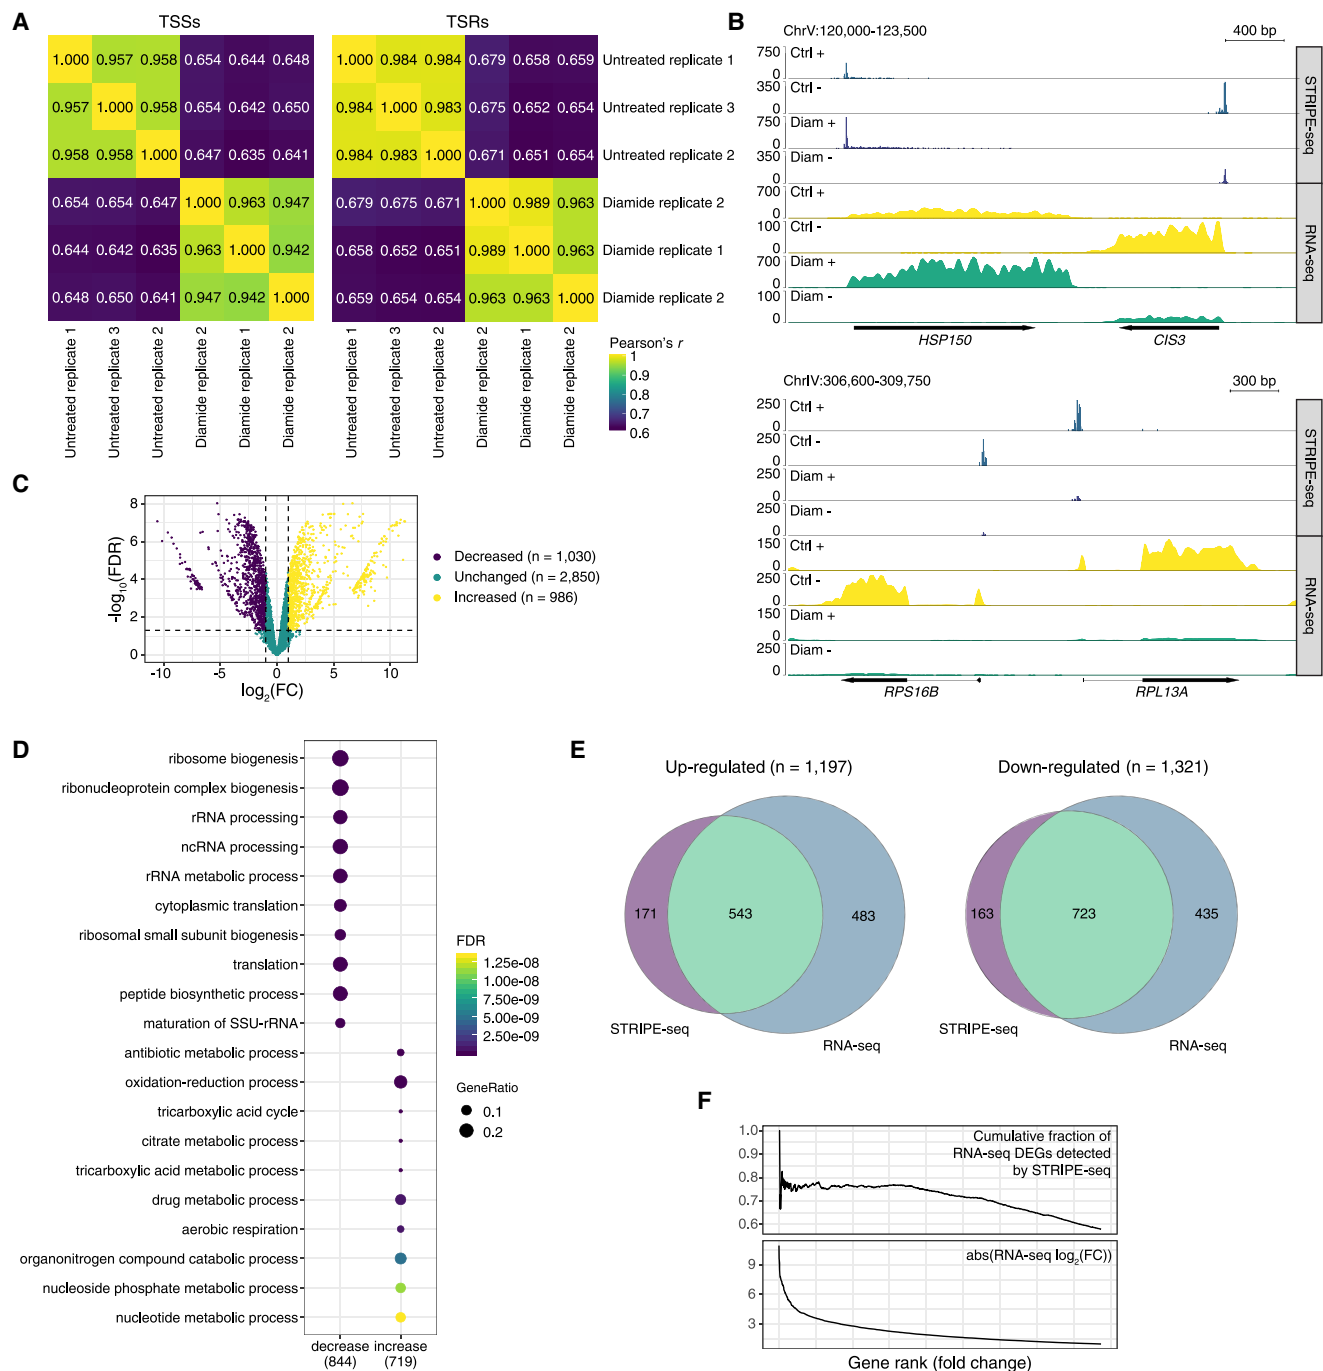 A
TSSs
TSRs
1.000 0.957 0.958 0.654 0.644 0.648
1.000 0.984 0.984 0.679 0.658 0.659
Untreated replicate 1
0.957 1.000 0.958 0.654 0.642 0.650
0.984 1.000 0.983 0.675 0.652 0.654
Untreated replicate 3
0.958 0.958 1.000 0.647 0.635 0.641
0.984 0.983 1.000 0.671 0.651 0.654
Untreated replicate 2
0.654 0.654 0.647 1.000 0.963 0.947
0.679 0.675 0.671 1.000 0.989 0.963
Diamide replicate 2
0.644 0.642 0.635 0.963 1.000 0.942
0.658 0.652 0.651 0.989 1.000 0.963
Diamide replicate 1
0.648 0.650 0.641 0.947 0.942 1.000
0.659 0.654 0.654 0.963 0.963 1.000
Diamide replicate 2
Untreated replicate 1
Untreated replicate 3
Untreated replicate 2
Diamide replicate 2
Diamide replicate 1
Diamide replicate 2
Untreated replicate 1
Untreated replicate 3
Untreated replicate 2
Diamide replicate 2
Diamide replicate 1
Diamide replicate 2
Pearson's r
1
0.9
0.8
0.7
0.6
B
ChrV:120,000-123,500
400 bp
750
0
Ctrl +
350
0
Ctrl -
750
0
Diam +
350
0
Diam -
STRIPE-seq
700
0
Ctrl +
100
0
Ctrl -
700
0
Diam +
100
0
Diam -
RNA-seq
HSP150
CIS3
ChrIV:306,600-309,750
300 bp
250
0
Ctrl +
250
0
Ctrl -
250
0
Diam +
250
0
Diam -
STRIPE-seq
150
0
Ctrl +
250
0
Ctrl -
150
0
Diam +
250
0
Diam -
RNA-seq
RPS16B
RPL13A
C
-log10(FDR)
8
6
4
2
0
-10
-5
0
5
10
log2(FC)
Decreased (n = 1,030)
Unchanged (n = 2,850)
Increased (n = 986)
D
ribosome biogenesis
ribonucleoprotein complex biogenesis
rRNA processing
ncRNA processing
rRNA metabolic process
cytoplasmic translation
ribosomal small subunit biogenesis
translation
peptide biosynthetic process
maturation of SSU-rRNA
antibiotic metabolic process
oxidation-reduction process
tricarboxylic acid cycle
citrate metabolic process
tricarboxylic acid metabolic process
drug metabolic process
aerobic respiration
organonitrogen compound catabolic process
nucleoside phosphate metabolic process
nucleotide metabolic process
decrease
(844)
increase
(719)
FDR
1.25e-08
1.00e-08
7.50e-09
5.00e-09
2.50e-09
GeneRatio
0.1
0.2
E
Up-regulated (n = 1,197)
171
543
483
STRIPE-seq
RNA-seq
Down-regulated (n = 1,321)
163
723
435
STRIPE-seq
RNA-seq
F
1.0
0.9
0.8
0.7
0.6
Cumulative fraction of
RNA-seq DEGs detected
by STRIPE-seq
9
6
3
abs(RNA-seq log2(FC))
Gene rank (fold change)